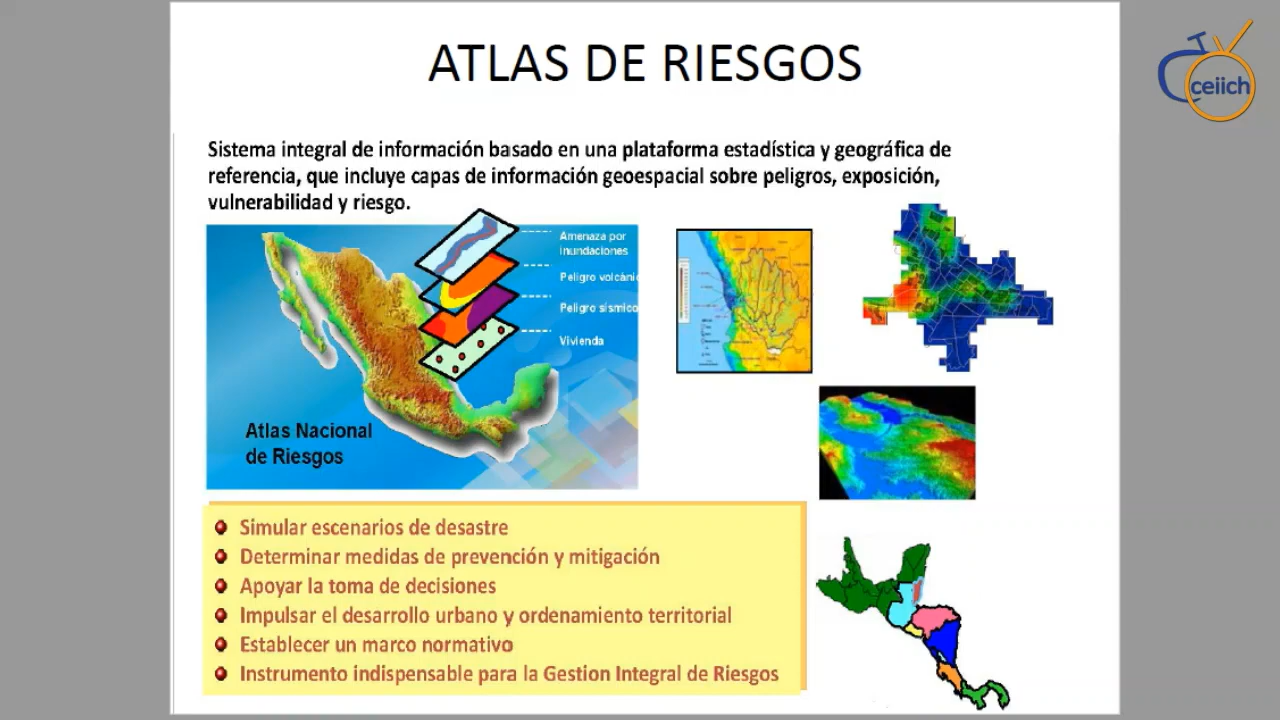 ATLAS DE RIESGOS
ceiich
Sistema integral de información basado en una plataforma estadística y geográfica de
referencia, que incluye capas de información geoespacial sobre peligros, exposición,
vulnerabilidad y riesgo.
Amenaza por
inundaciones
Peligro volcáni
Peligro sísmico
Vivienda
Atlas Nacional
de Riesgos
Simular escenarios de desastre
Determinar medidas de prevención y mitigación
Apoyar la toma de decisiones
Impulsar el desarrollo urbano y ordenamiento territorial
Establecer un marco normativo
Instrumento indispensable para la Gestion Integral de Riesgos